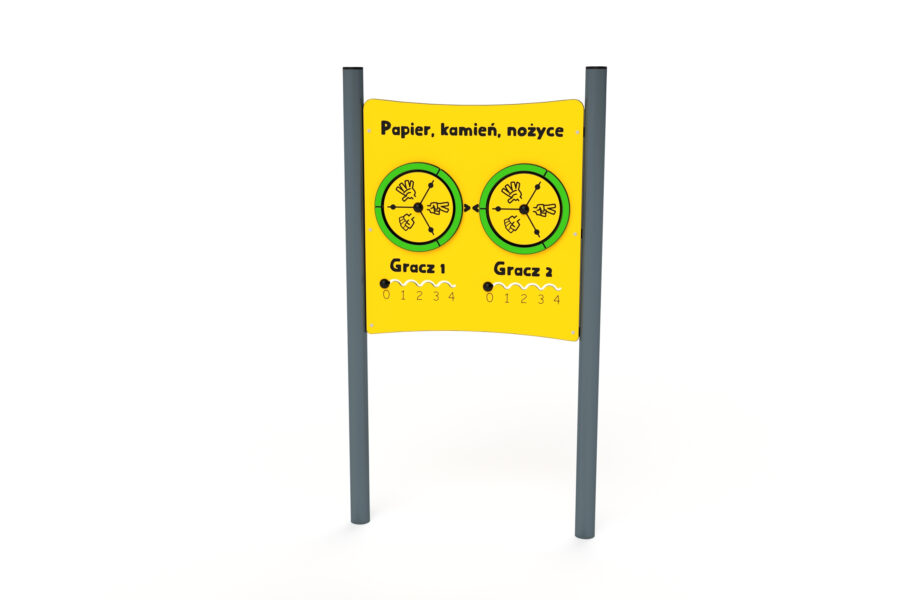 Papier, kamień, nożyce
Gracz 1 Gracz 2
0 1 2 3 4 0 1 2 3 4